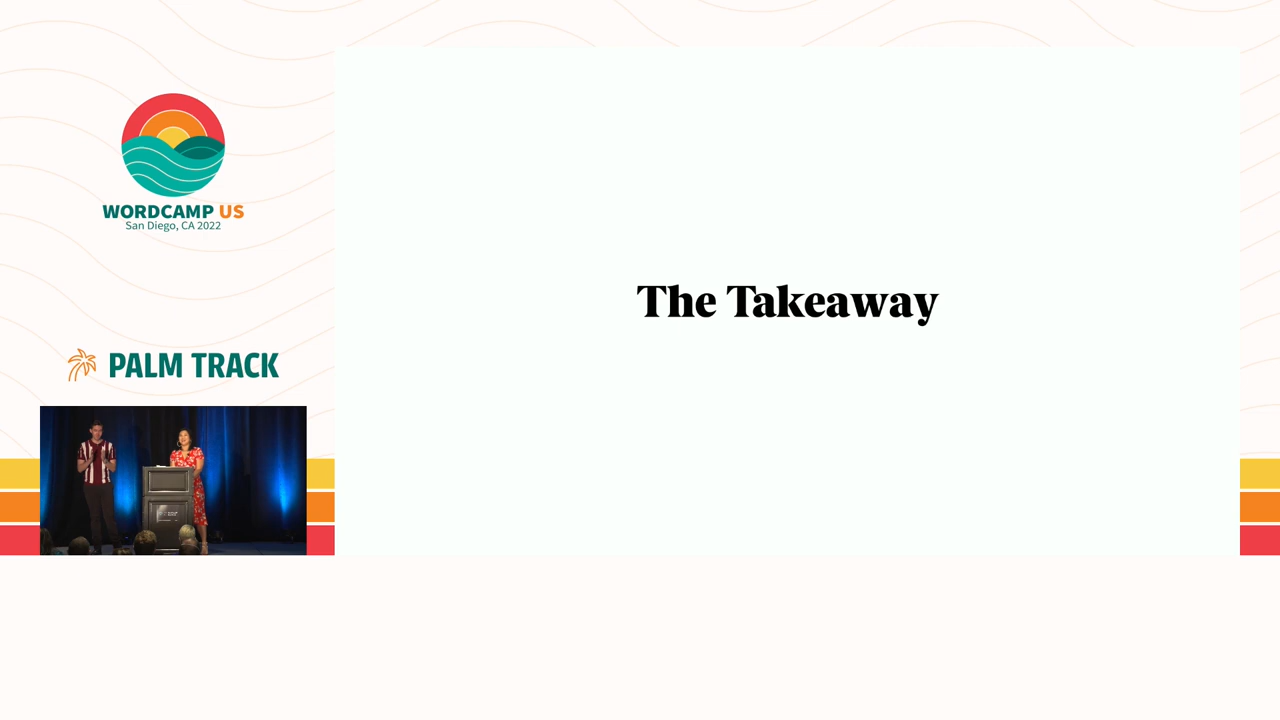 WORDCAMP US
San Diego, CA 2022
PALM TRACK
The Takeaway